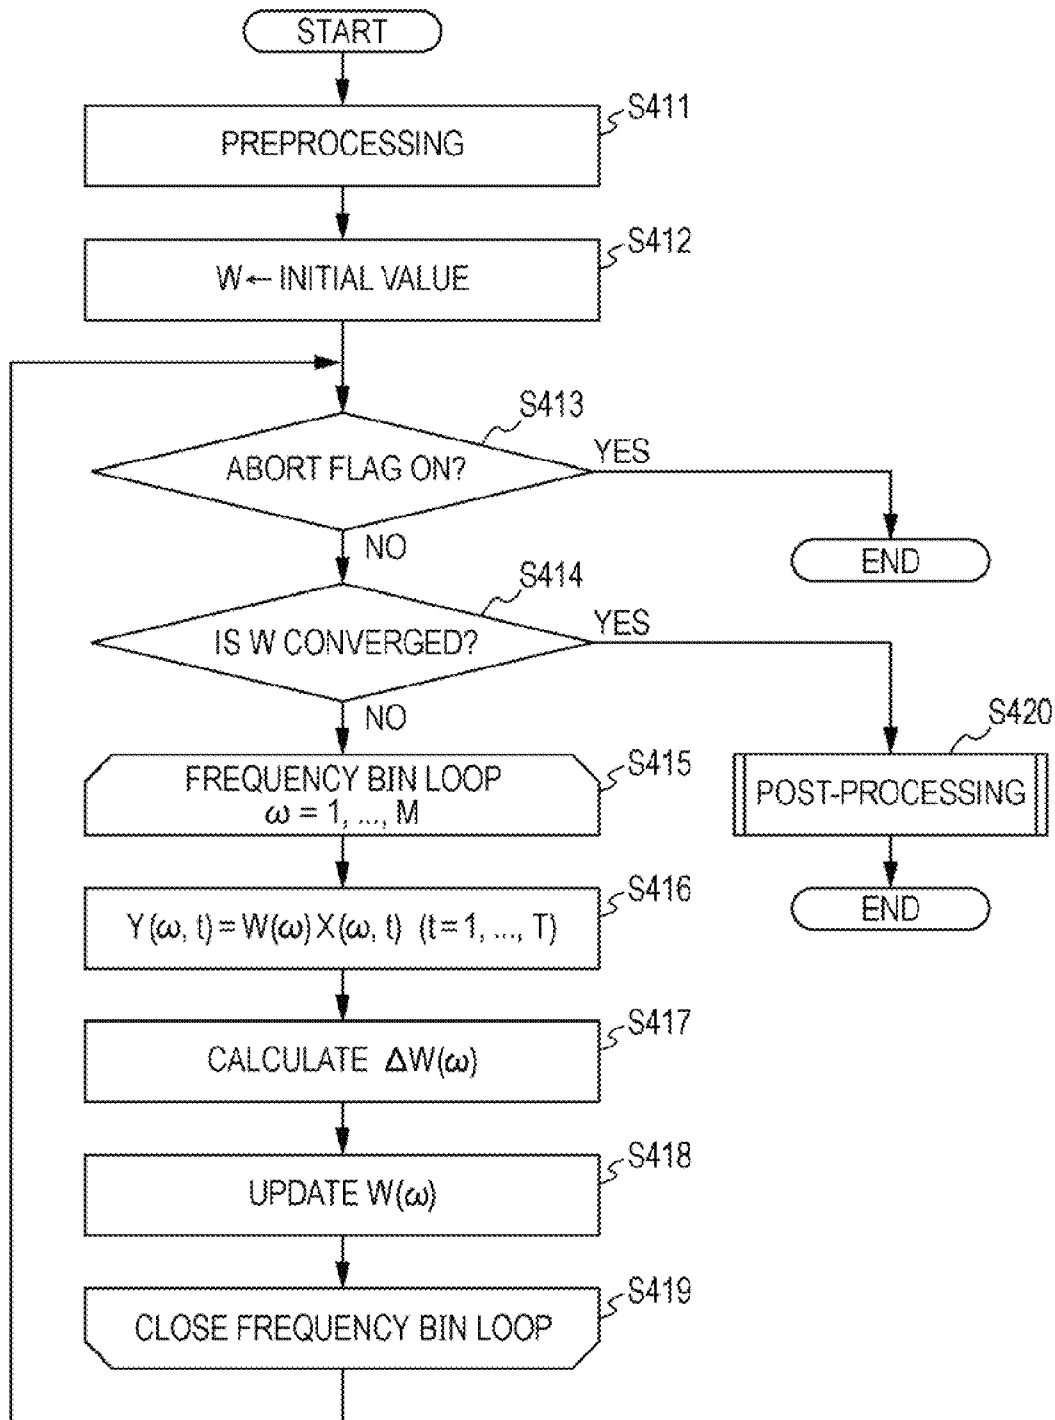 START
S411
PREPROCESSING
S412
W ← INITIAL VALUE
S413
ABORT FLAG ON?
YES
NO
END
S414
IS W CONVERGED?
YES
NO
S420
POST-PROCESSING
END
S415
FREQUENCY BIN LOOP
ω = 1, ..., M
S416
Y(ω, t) = W(ω) X(ω, t) (t = 1, ..., T)
S417
CALCULATE ΔW(ω)
S418
UPDATE W(ω)
S419
CLOSE FREQUENCY BIN LOOP